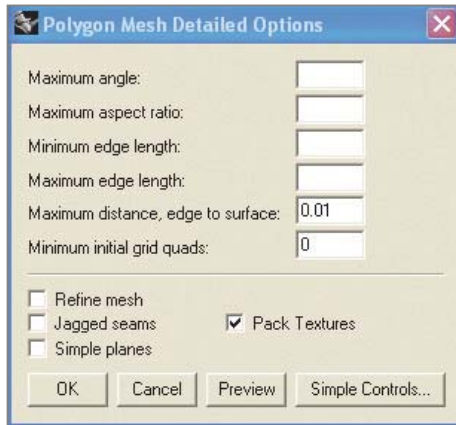 Polygon Mesh Detailed Options
Maximum angle:
Maximum aspect ratio:
Minimum edge length:
Maximum edge length:
Maximum distance, edge to surface: 0.01
Minimum initial grid quads: 0
Refine mesh
Jagged seams Pack Textures
Simple planes
OK Cancel Preview Simple Controls...